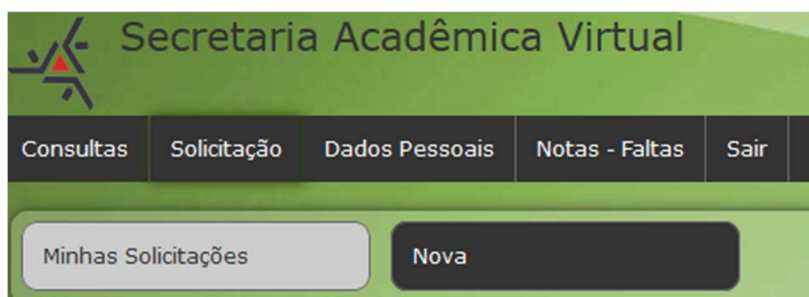 Secretaria Acadêmica Virtual
Consultas Solicitação Dados Pessoais Notas - Faltas Sair
Minhas Solicitações Nova